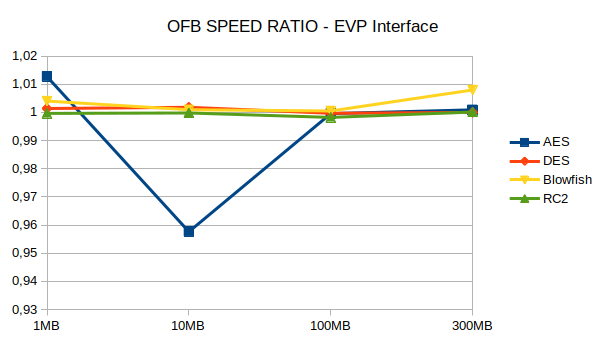 OFB SPEED RATIO - EVP Interface
1,02
1,01
1
0,99
0,98
0,97
0,96
0,95
0,94
0,93
1MB 10MB 100MB 300MB
AES
DES
Blowfish
RC2